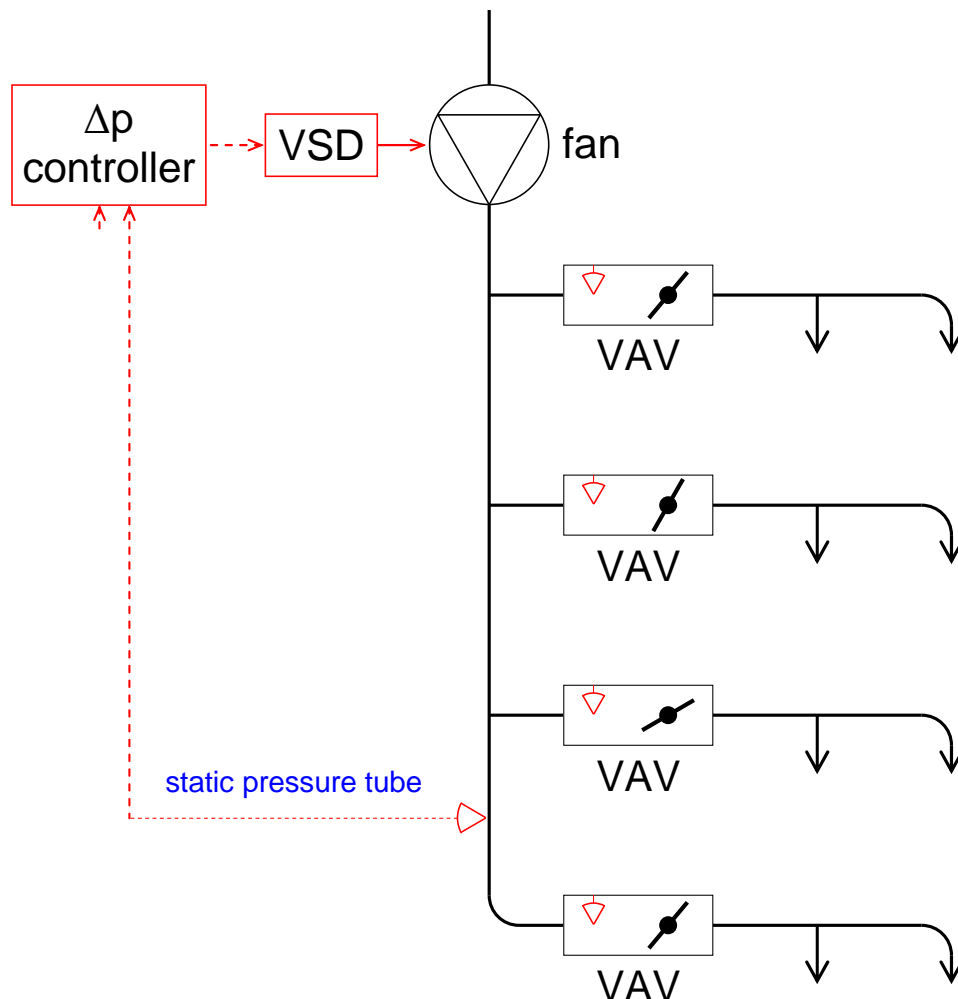 Δp
controller
VSD
fan
VAV
VAV
VAV
static pressure tube
VAV